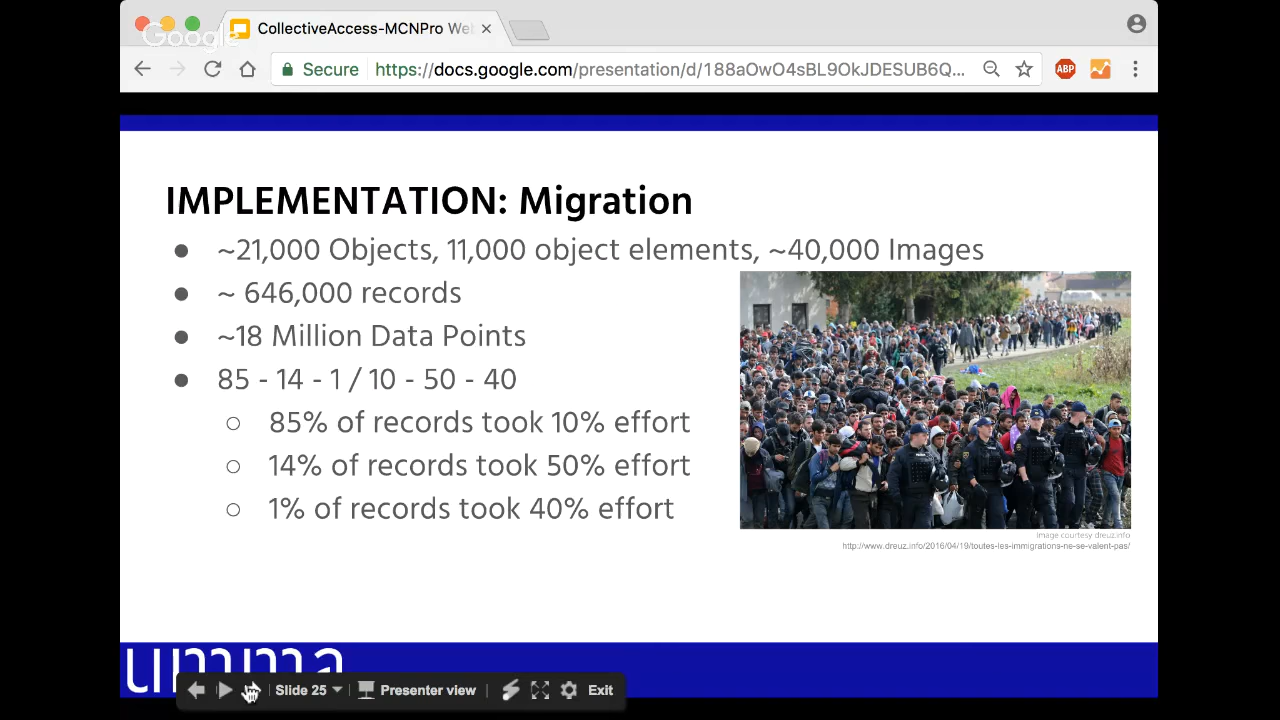 Google
CollectiveAccess-MCNPro We
Secure https://docs.google.com/presentation/d/188aOwO4sBL9OkJDESUB6Q...
ABP
IMPLEMENTATION: Migration
● ~21,000 Objects, 11,000 object elements, ~40,000 Images
● ~ 646,000 records
● ~18 Million Data Points
● 85 - 14 - 1 / 10 - 50 - 40
○ 85% of records took 10% effort
○ 14% of records took 50% effort
○ 1% of records took 40% effort
Image courtesy dreuz.info
http://www.dreuz.info/2016/04/19/toutes-les-immigrations-ne-se-valent-pas/
umma
Slide 25 Presenter view Exit